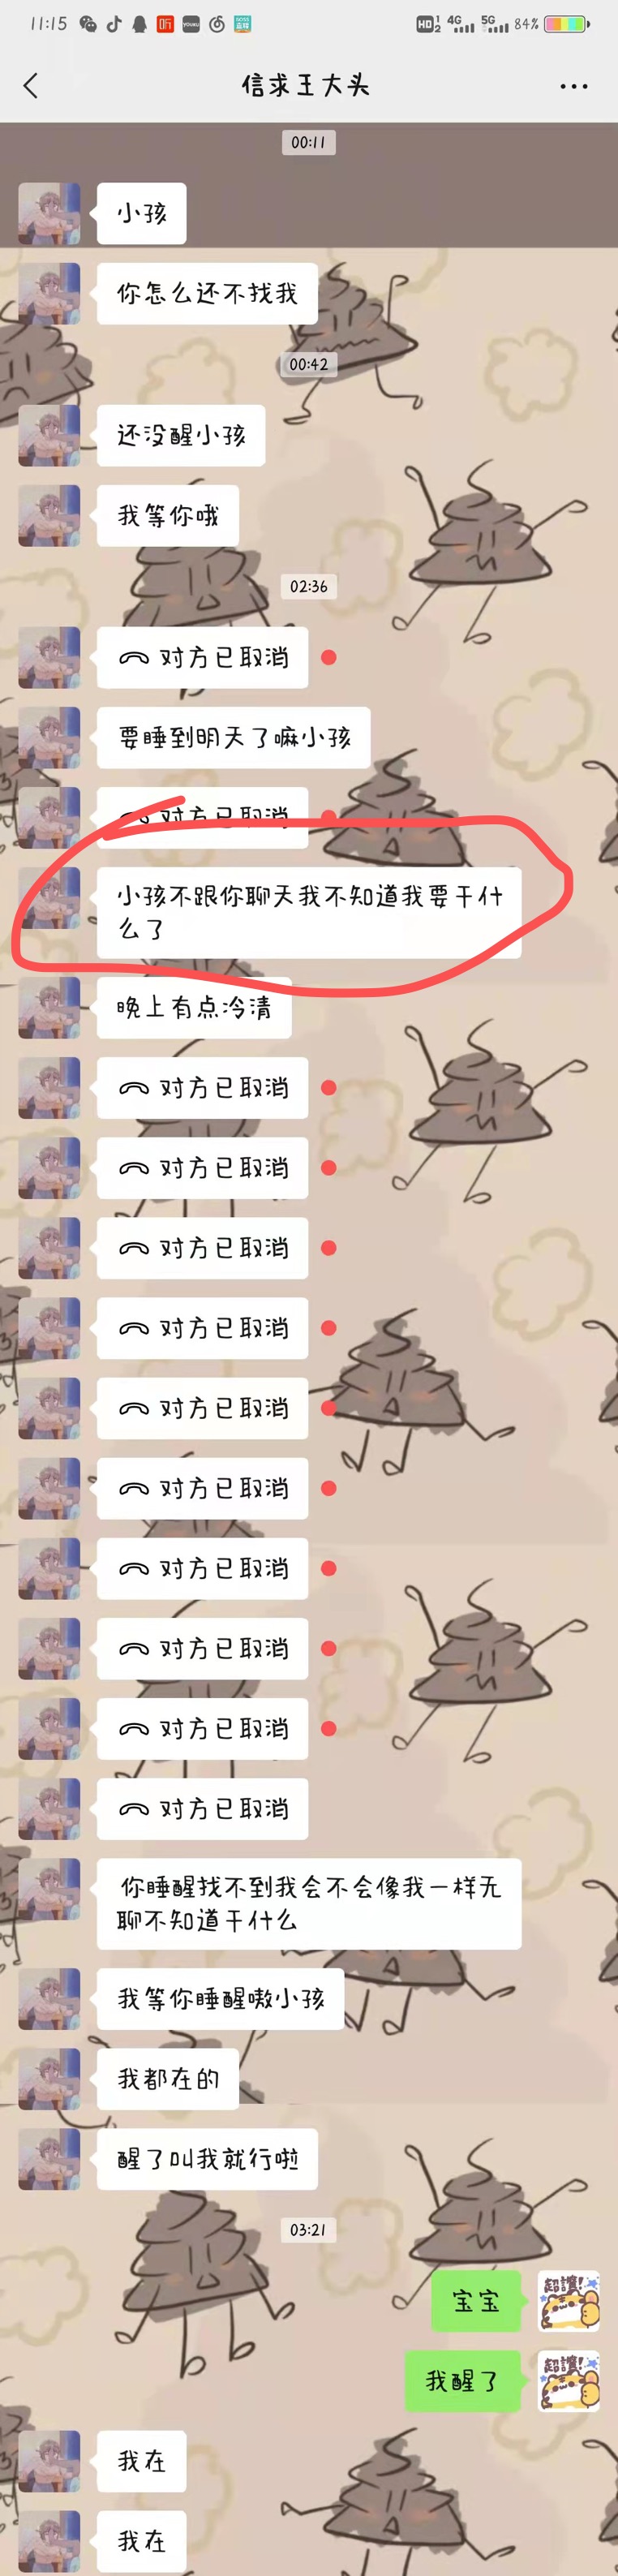 11:15
HD 1 2 4G 5G 84%
信求王大头
00:11
小孩
你怎么还不找我
00:42
还没醒小孩
我等你哦
02:36
对方已取消
要睡到明天了嘛小孩
对方已取消
小孩不跟你聊天我不知道我要干什
么了
晚上有点冷清
对方已取消
对方已取消
对方已取消
对方已取消
对方已取消
对方已取消
对方已取消
对方已取消
对方已取消
对方已取消
你睡醒找不到我会不会像我一样无
聊不知道干什么
我等你睡醒嗷小孩
我都在的
醒了叫我就行啦
03:21
宝宝
我醒了
我在
我在